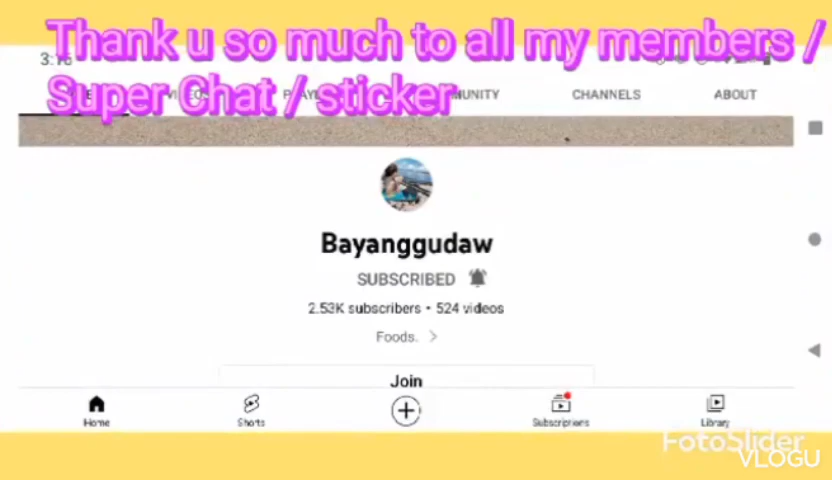 Thank u so much to all my members /
Super Chat / sticker
CHANNELS
ABOUT
Bayanggudaw
SUBSCRIBED
2.53K subscribers • 524 videos
Foods.
Join
Home
Shorts
Subscriptions
Library
FotoSlider
VLOGU